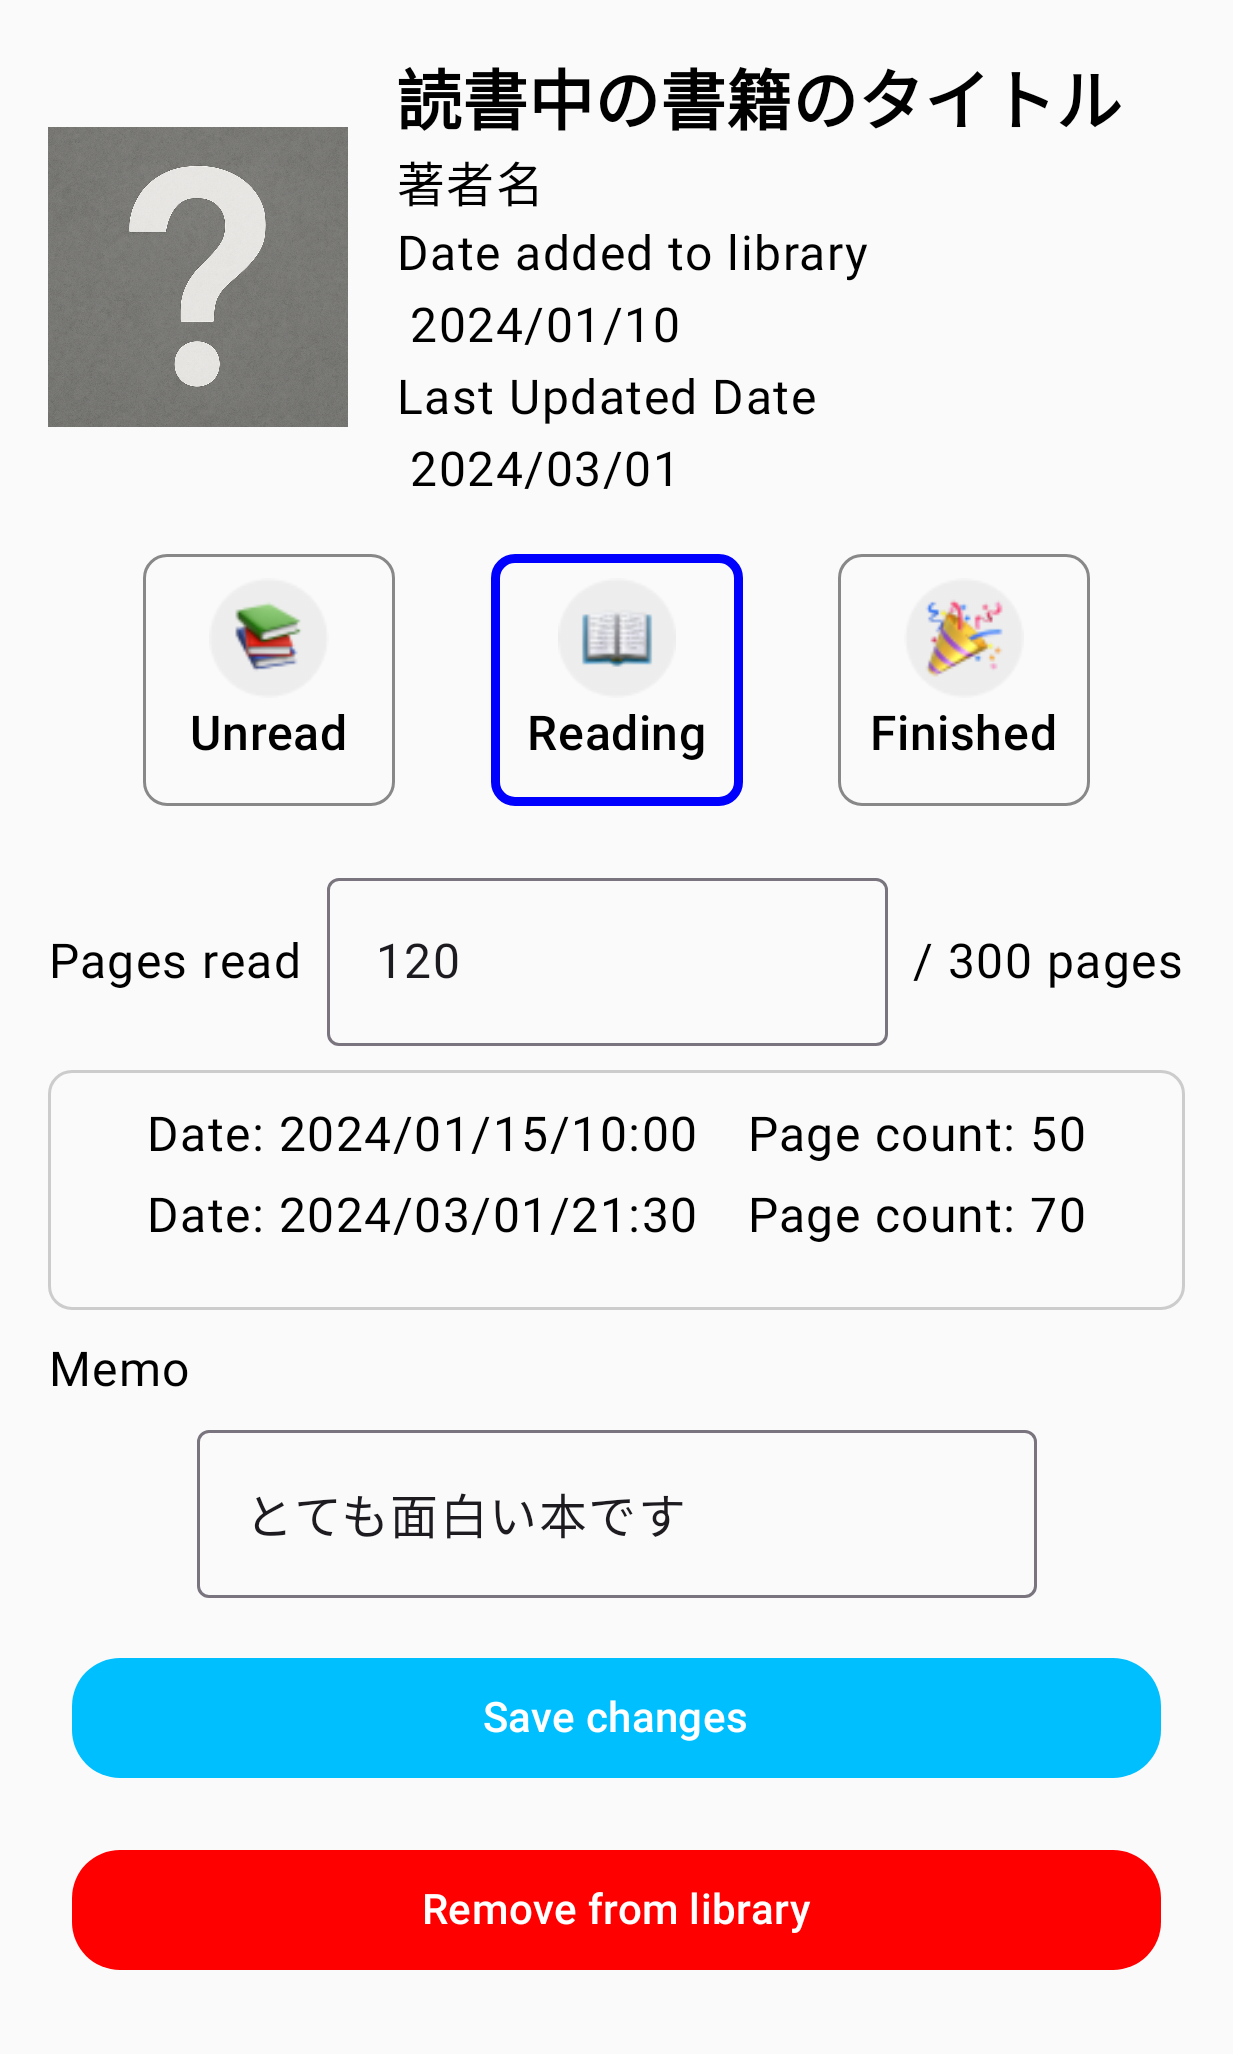 読書中の書籍のタイトル
著者名
Date added to library
2024/01/10
Last Updated Date
2024/03/01
Unread
Reading
Finished
Pages read 120 / 300 pages
Date: 2024/01/15/10:00 Page count: 50
Date: 2024/03/01/21:30 Page count: 70
Memo
とても面白い本です
Save changes
Remove from library